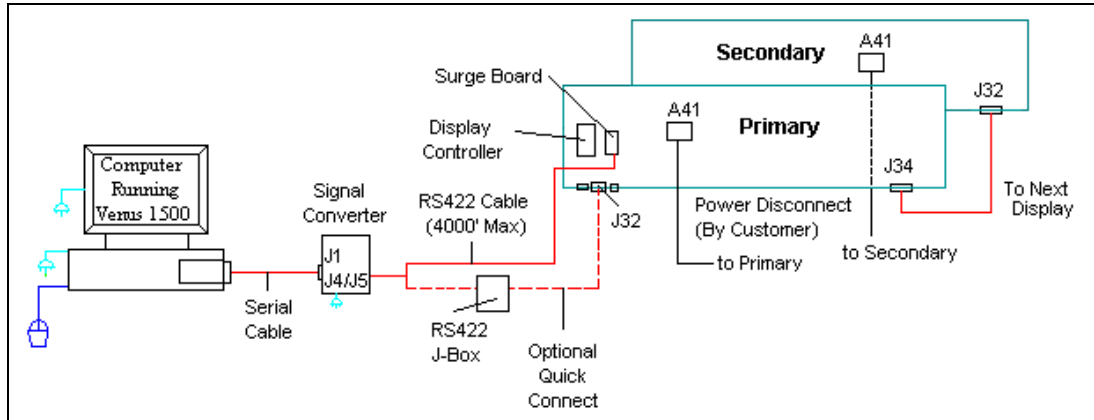 Computer
Running
Venus 1500
Serial
Cable
Signal
Converter
J1
J4/J5
RS422 Cable
(4000' Max)
RS422
J-Box
Optional
Quick
Connect
Surge Board
Display
Controller
A41
Primary
J32
J34
Power Disconnect
(By Customer)
to Primary
Secondary
A41
J32
to Secondary
To Next
Display